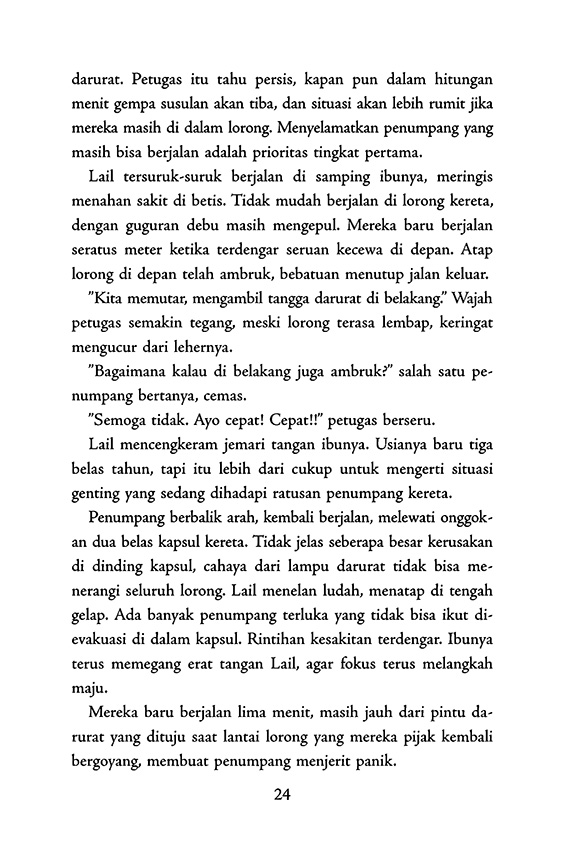 darurat. Petugas itu tahu persis, kapan pun dalam hitungan
menit gempa susulan akan tiba, dan situasi akan lebih rumit jika
mereka masih di dalam lorong. Menyelamatkan penumpang yang
masih bisa berjalan adalah prioritas tingkat pertama.
Lail tersuruk-suruk berjalan di samping ibunya, meringis
menahan sakit di betis. Tidak mudah berjalan di lorong kereta,
dengan guguran debu masih mengepul. Mereka baru berjalan
seratus meter ketika terdengar seruan kecewa di depan. Atap
lorong di depan telah ambruk, bebatuan menutup jalan keluar.
”Kita memutar, mengambil tangga darurat di belakang.” Wajah
petugas semakin tegang, meski lorong terasa lembap, keringat
mengucur dari lehernya.
”Bagaimana kalau di belakang juga ambruk?” salah satu pe-
numpang bertanya, cemas.
”Semoga tidak. Ayo cepat! Cepat!!” petugas berseru.
Lail mencengkeram jemari tangan ibunya. Usianya baru tiga
belas tahun, tapi itu lebih dari cukup untuk mengerti situasi
genting yang sedang dihadapi ratusan penumpang kereta.
Penumpang berbalik arah, kembali berjalan, melewati onggok-
an dua belas kapsul kereta. Tidak jelas seberapa besar kerusakan
di dinding kapsul, cahaya dari lampu darurat tidak bisa me-
nerangi seluruh lorong. Lail menelan ludah, menatap di tengah
gelap. Ada banyak penumpang terluka yang tidak bisa ikut di-
evakuasi di dalam kapsul. Rintihan kesakitan terdengar. Ibunya
terus memegang erat tangan Lail, agar fokus terus melangkah
maju.
Mereka baru berjalan lima menit, masih jauh dari pintu da-
rurat yang dituju saat lantai lorong yang mereka pijak kembali
bergoyang, membuat penumpang menjerit panik.
24